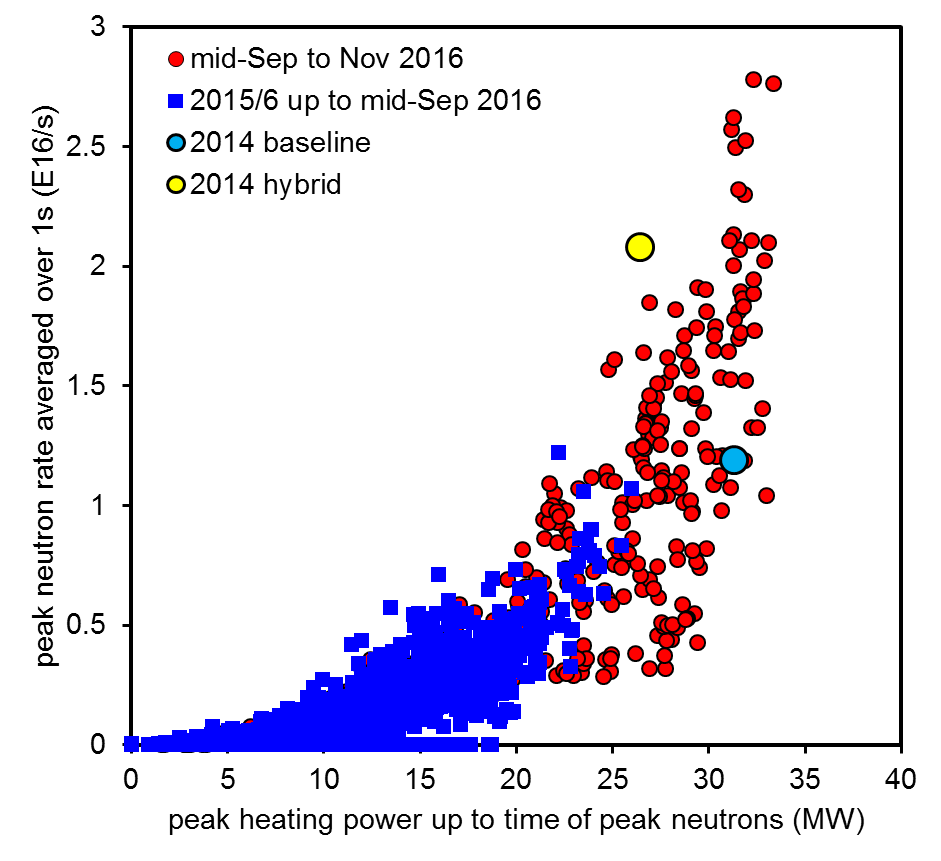 3
2.5
2
1.5
1
0.5
0
peak neutron rate averaged over 1s (E16/s)
mid-Sep to Nov 2016
2015/6 up to mid-Sep 2016
2014 baseline
2014 hybrid
0 5 10 15 20 25 30 35 40
peak heating power up to time of peak neutrons (MW)